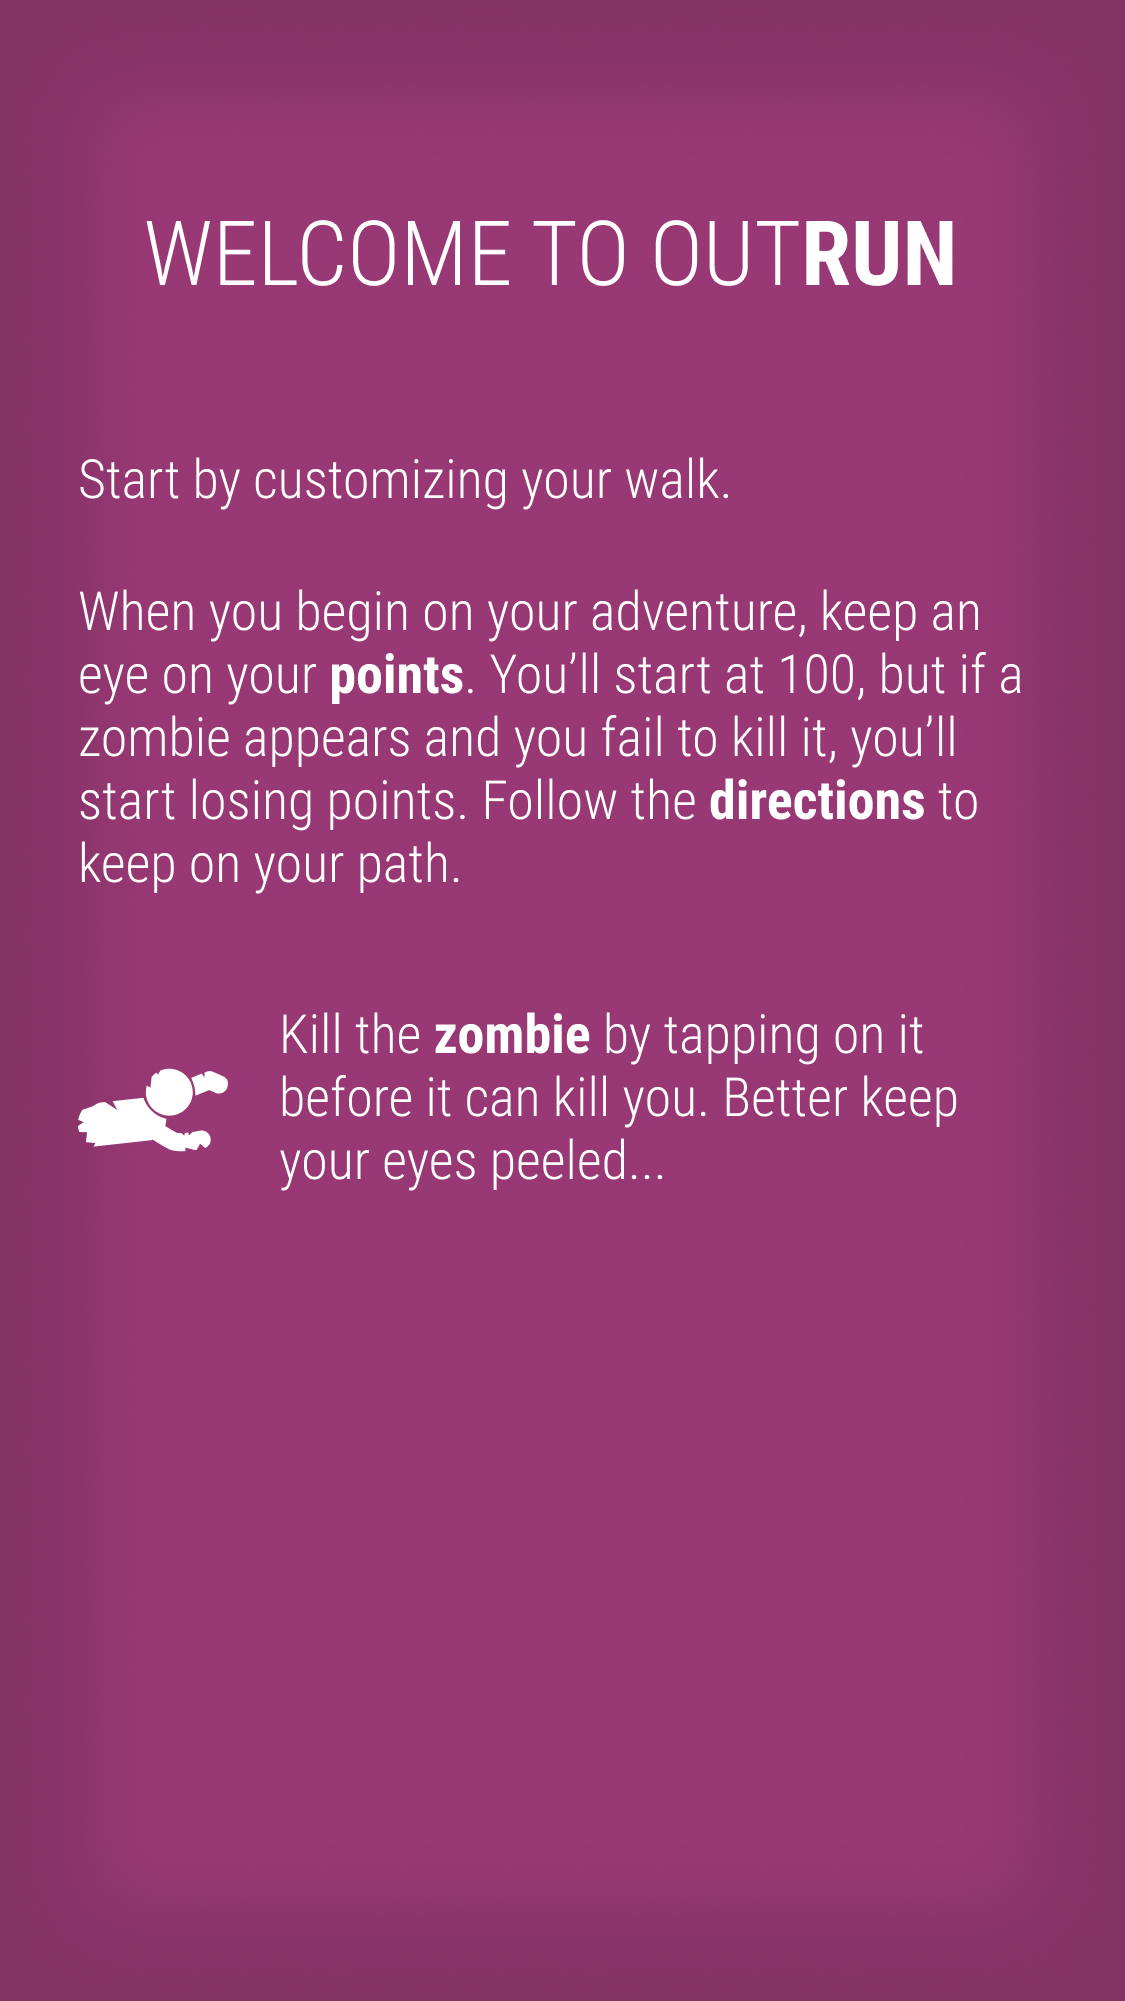 WELCOME TO OUTRUN
Start by customizing your walk.
When you begin on your adventure, keep an
eye on your points. You’ll start at 100, but if a
zombie appears and you fail to kill it, you’ll
start losing points. Follow the directions to
keep on your path.
Kill the zombie by tapping on it
before it can kill you. Better keep
your eyes peeled...